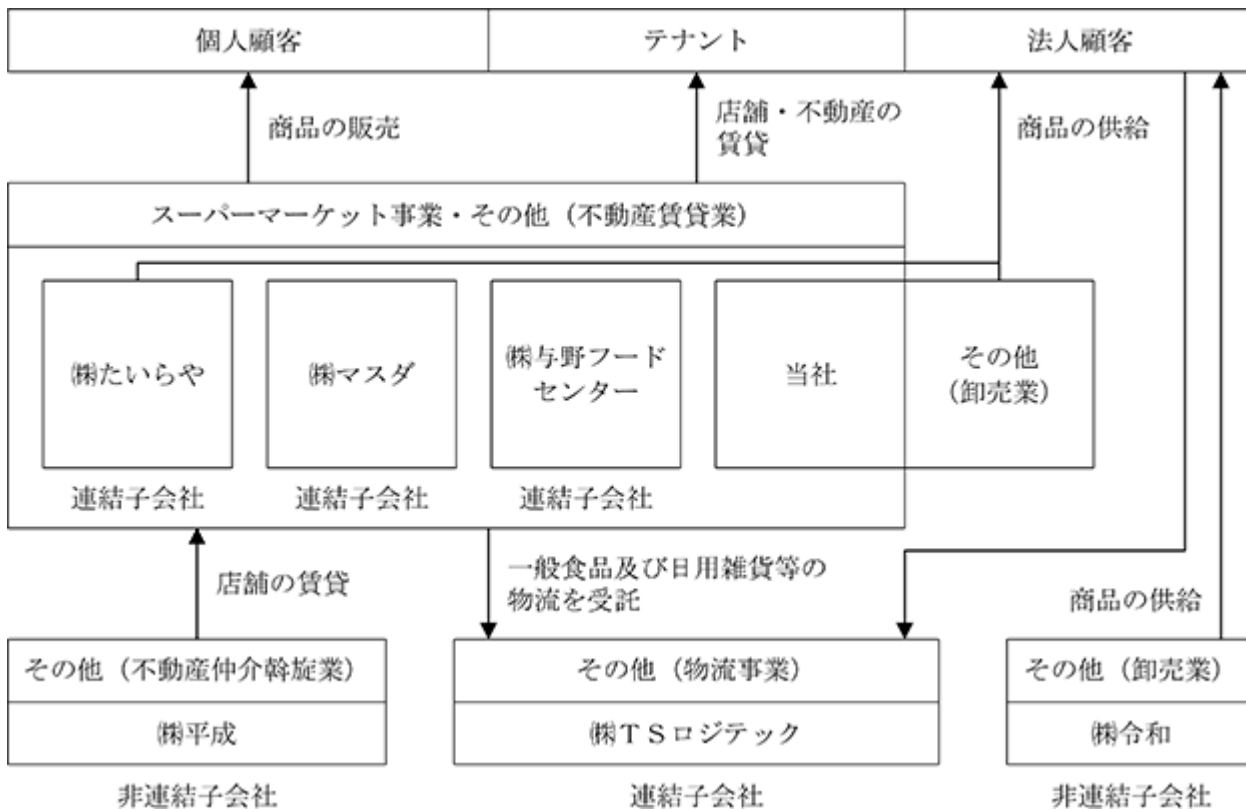 個人顧客
テナント
法人顧客
商品の販売
店舗・不動産の
賃貸
商品の供給
スーパーマーケット事業・その他（不動産賃貸業）
㈱たいらや
㈱マスダ
㈱与野フード
センター
当社
その他
（卸売業）
連結子会社
連結子会社
連結子会社
店舗の賃貸
一般食品及び日用雑貨等の
物流を受託
商品の供給
その他（不動産仲介斡旋業）
㈱平成
非連結子会社
その他（物流事業）
㈱ＴＳロジテック
連結子会社
その他（卸売業）
㈱令和
非連結子会社